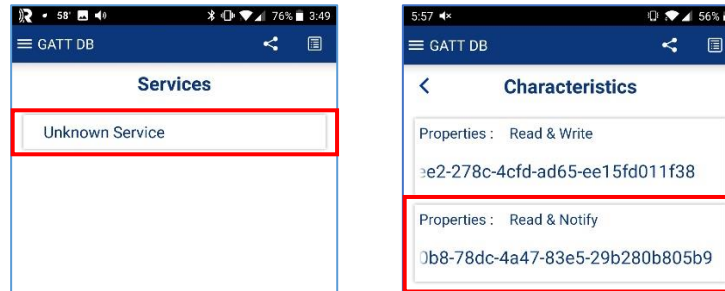 58° 76% 3:49
GATT DB
Services
Unknown Service
5:57 56%
GATT DB
Characteristics
Properties : Read & Write
ee2-278c-4cfd-ad65-ee15fd011f38
Properties : Read & Notify
0b8-78dc-4a47-83e5-29b280b805b9